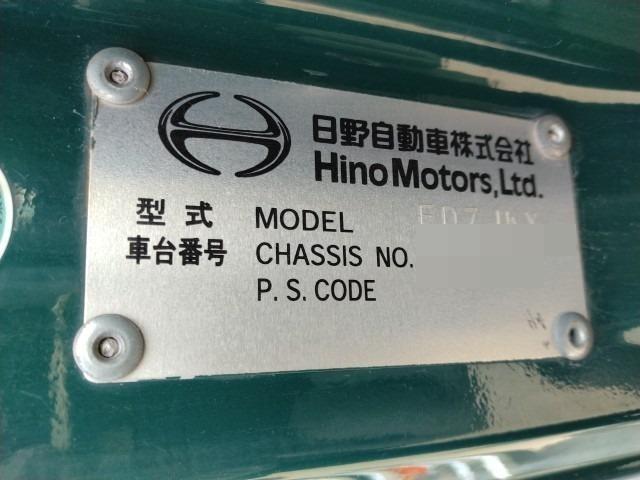 日野自動車株式会社
Hino Motors, Ltd.
型式 MODEL
車台番号 CHASSIS NO.
P.S.CODE